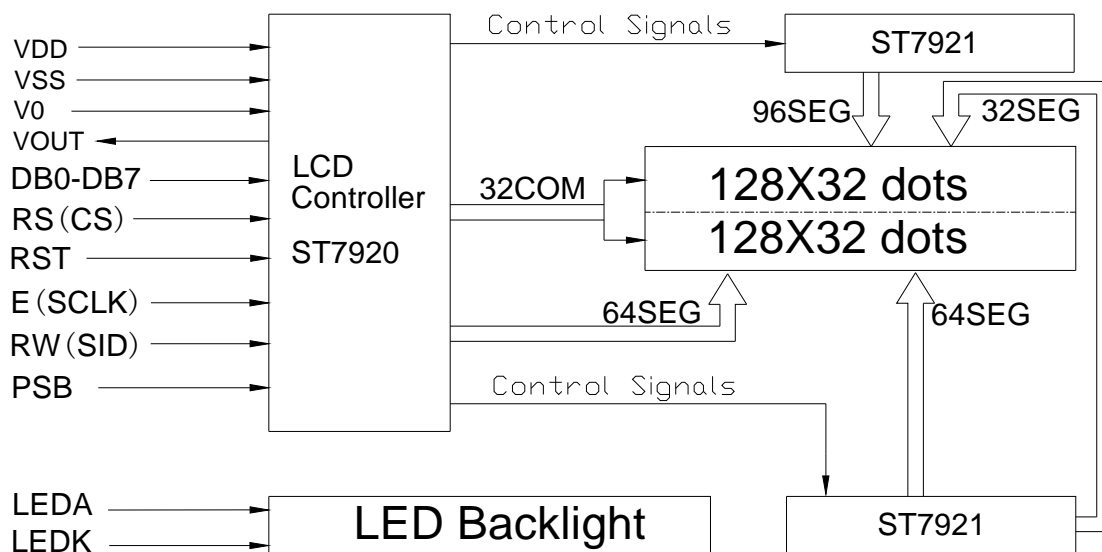 VDD
VSS
V0
VOUT
DB0-DB7
RS(CS)
RST
E(SCLK)
RW(SID)
PSB
LCD
Controller
ST7920
Control Signals
ST7921
96SEG
32SEG
32COM
128X32 dots
128X32 dots
64SEG
64SEG
Control Signals
LEDA
LEDK
LED Backlight
ST7921